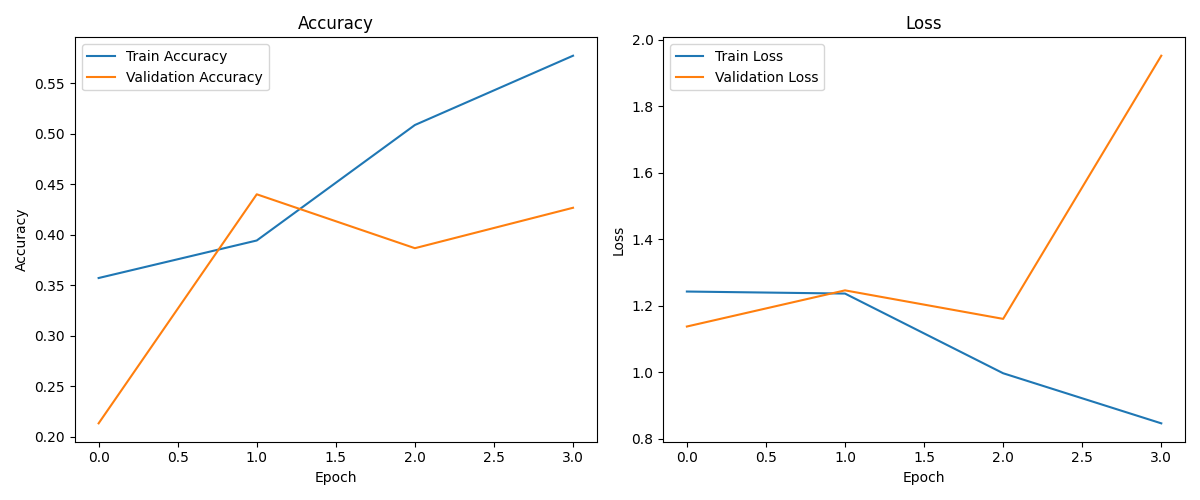 Accuracy
Train Accuracy
Validation Accuracy
0.55
0.50
0.45
0.40
0.35
0.30
0.25
0.20
Accuracy
0.0 0.5 1.0 1.5 2.0 2.5 3.0
Epoch
Loss
Train Loss
Validation Loss
2.0
1.8
1.6
1.4
1.2
1.0
0.8
Loss
0.0 0.5 1.0 1.5 2.0 2.5 3.0
Epoch